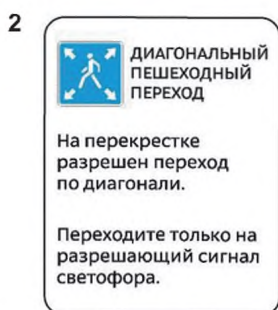 2
ДИАГОНАЛЬНЫЙ
ПЕШЕХОДНЫЙ
ПЕРЕХОД
На перекрестке
разрешен переход
по диагонали.
Переходите только на
разрешающий сигнал
светофора.